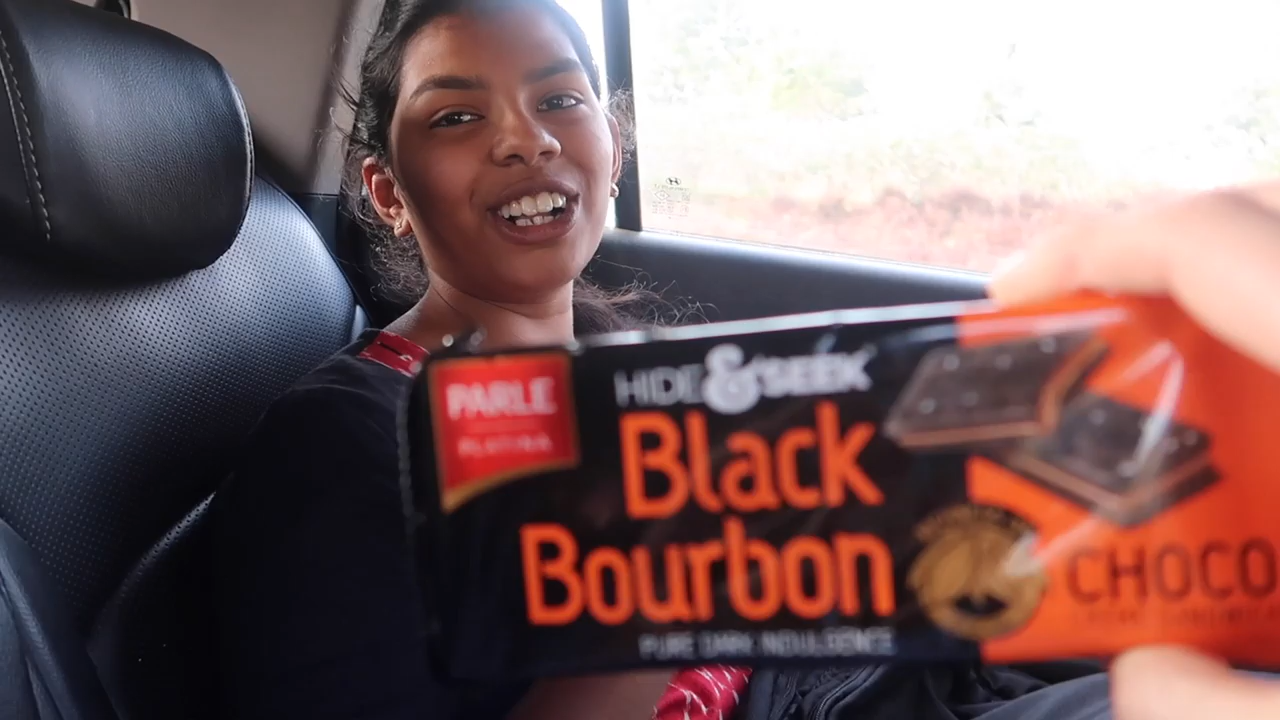 PARLE
PLATINA
HIDE & SEEK
Black
Bourbon
PURE DARK INDULGENCE
CHOCO